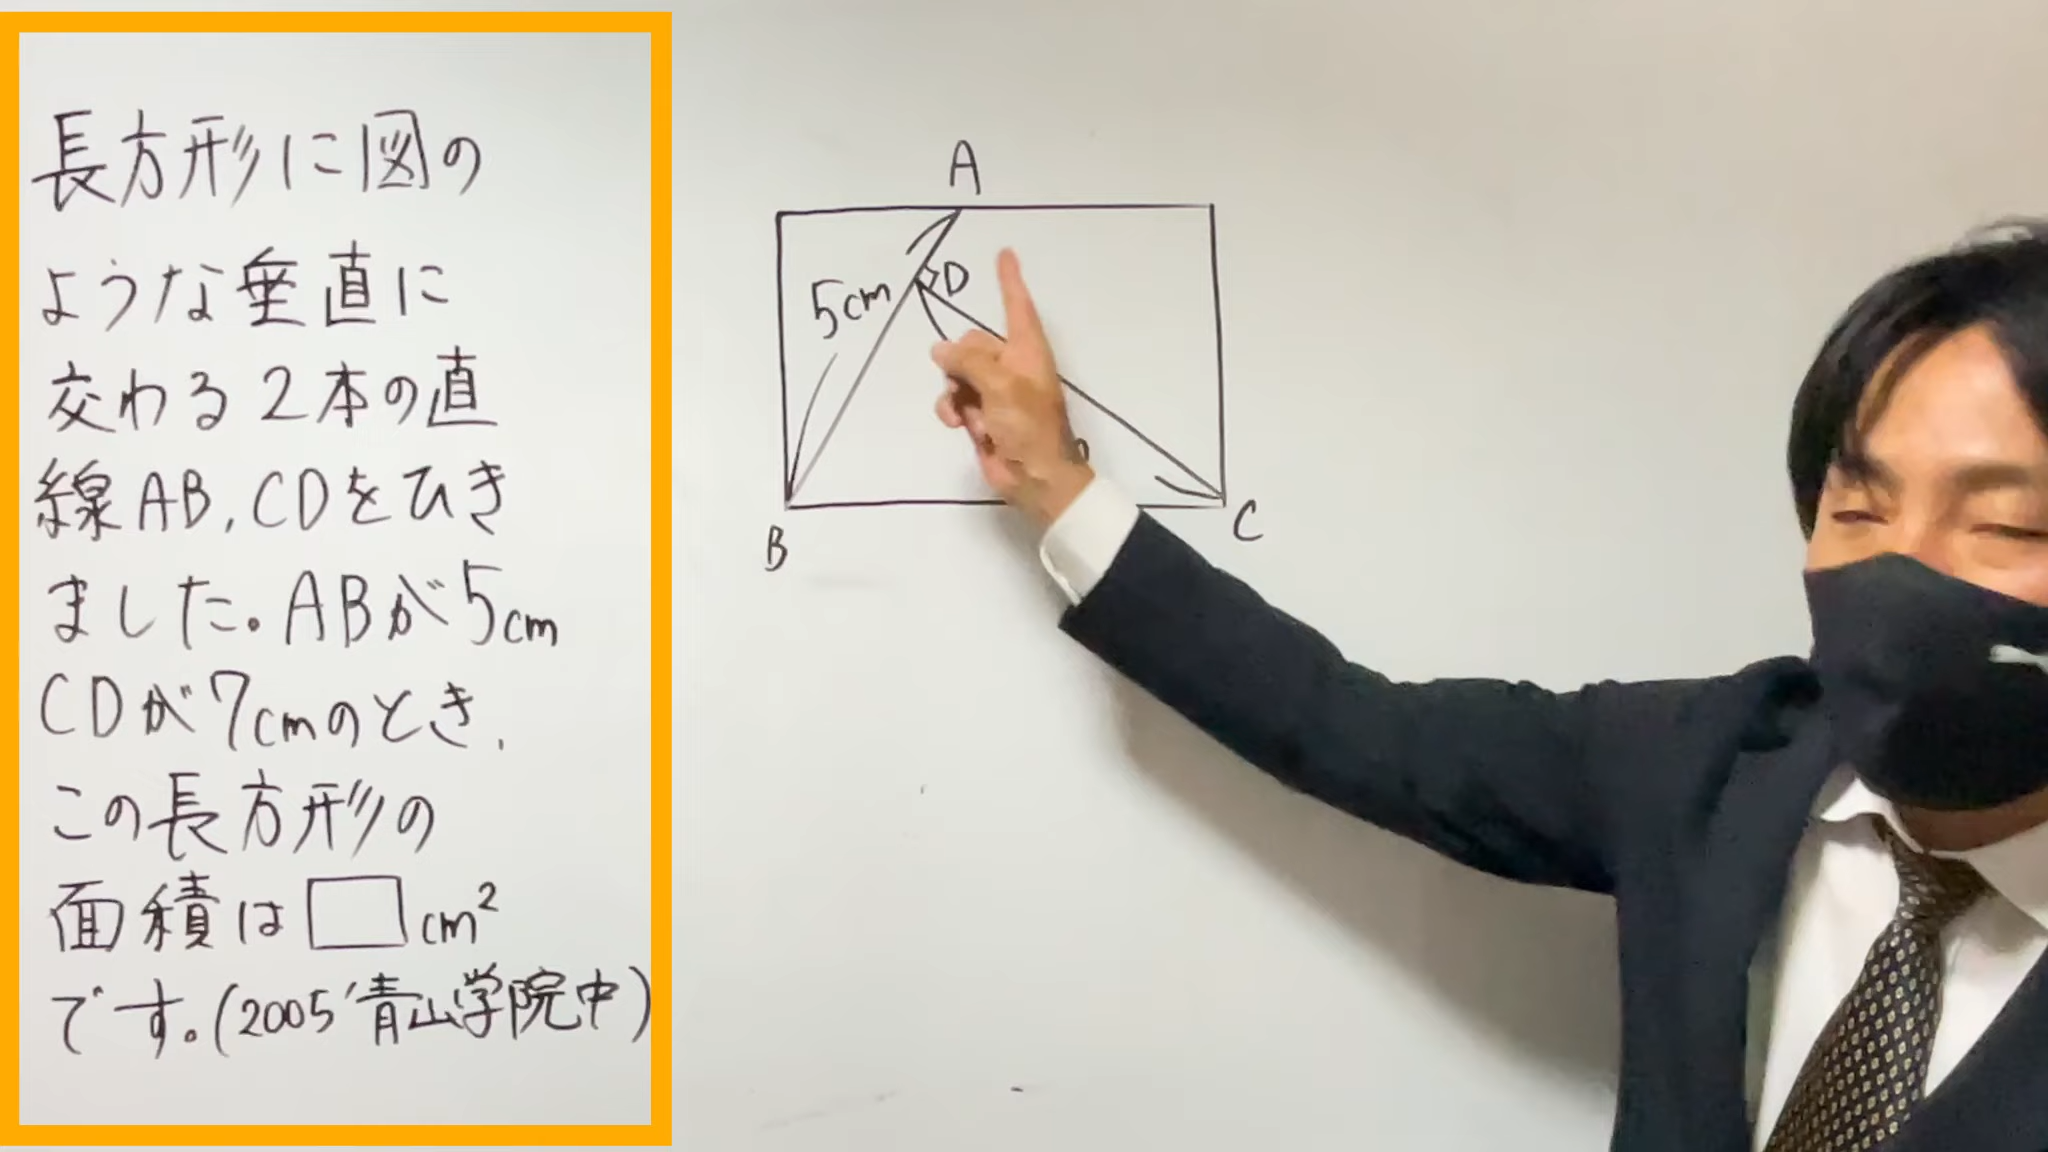 長方形に図の
ような垂直に
交わる2本の直
線AB,CDをひき
ました。ABが5cm
CDが7cmのとき,
この長方形の
面積は□cm²
です。(2005'青山学院中)
A
5cm
D
B
C